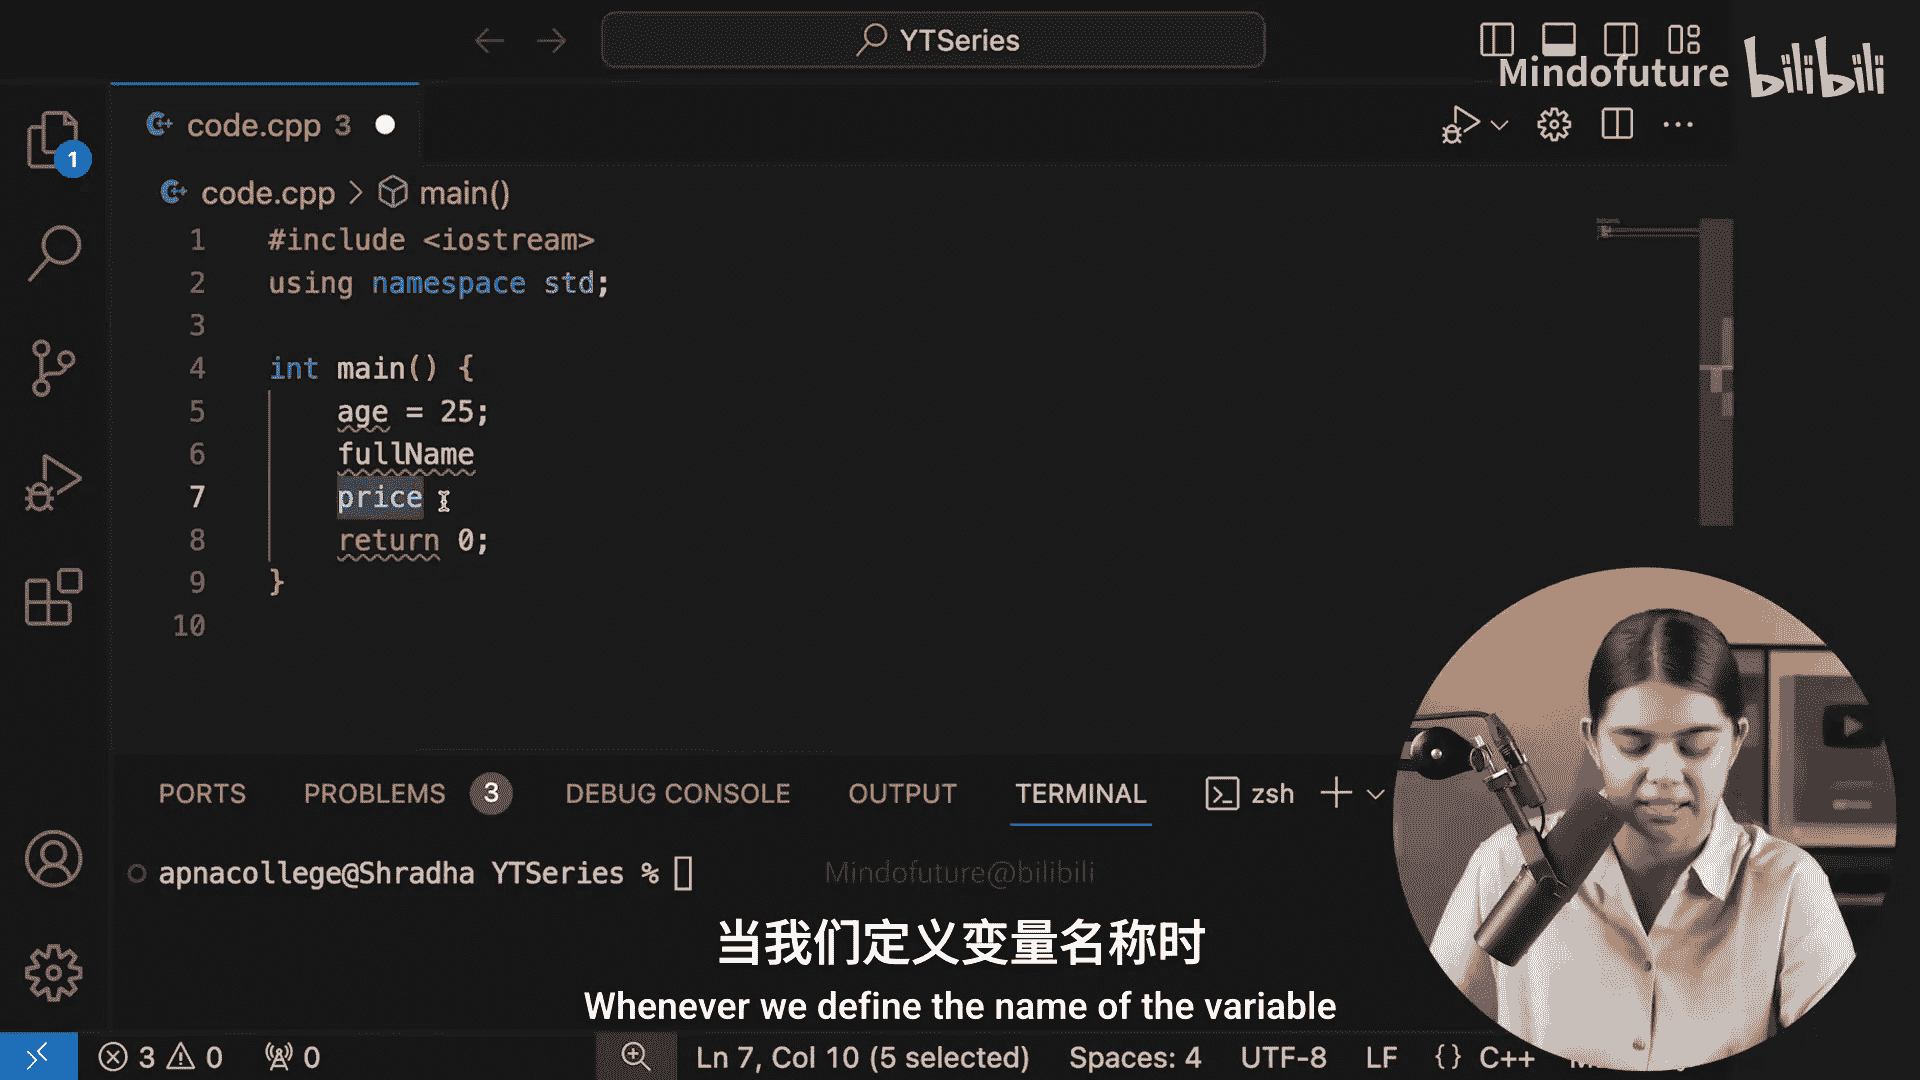 YTSeries
Mindofuture bilibili
code.cpp 3
code.cpp > main()
1 #include <iostream>
2 using namespace std;
3
4 int main() {
5 age = 25;
6 fullName
7 price
8 return 0;
9 }
10
1
PORTS PROBLEMS 3 DEBUG CONSOLE OUTPUT TERMINAL zsh
apnacollege@Shradha YTSeries %
Mindofuture@bilibili
当我们定义变量名称时
Whenever we define the name of the variable
3 0 0 Ln 7, Col 10 (5 selected) Spaces: 4 UTF-8 LF {} C++